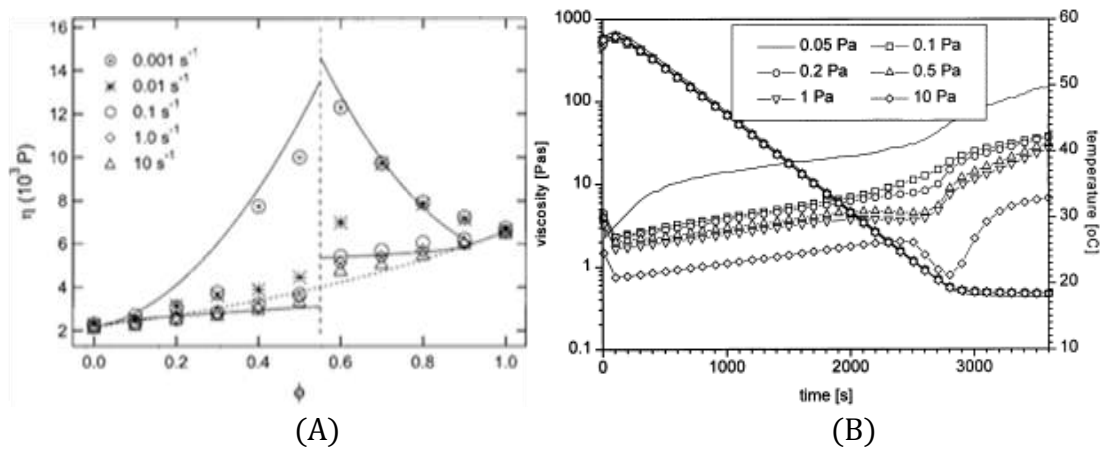 16
14
12
10
8
6
4
2
η (10³P)
0.001 s⁻¹
0.01 s⁻¹
0.1 s⁻¹
1.0 s⁻¹
10 s⁻¹
0.0 0.2 0.4 0.6 0.8 1.0
ϕ
(A)
B
1000
100
10
1
0.1
viscosity [Pas]
0.05 Pa 0.1 Pa
0.2 Pa 0.5 Pa
1 Pa 10 Pa
60
50
40
30
20
10
temperature [oC]
0 1000 2000 3000
time [s]
(B)